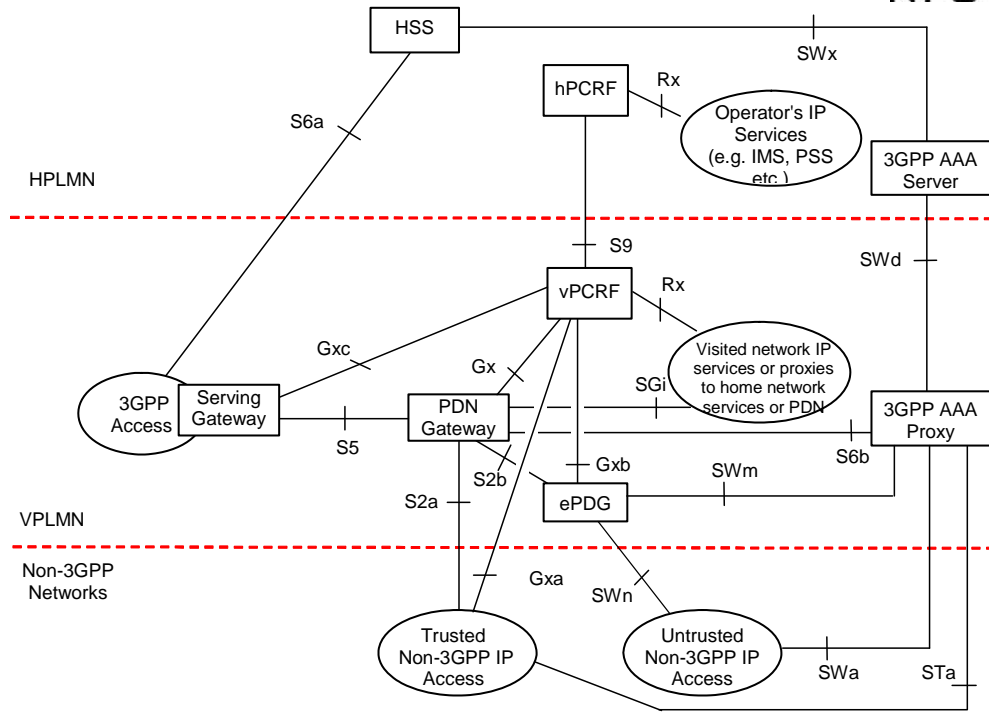 HSS
SWx
hPCRF
Rx
Operator's IP
Services
(e.g. IMS, PSS
etc.)
S6a
3GPP AAA
Server
HPLMN
S9
SWd
vPCRF
Rx
Gxc
Gx
Visited network IP
services or proxies
to home network
services or PDN
SGi
3GPP
Access
Serving
Gateway
PDN
Gateway
3GPP AAA
Proxy
S5
S6b
S2b
Gxb
SWm
S2a
ePDG
VPLMN
Non-3GPP
Networks
Gxa
SWn
Trusted
Non-3GPP IP
Access
Untrusted
Non-3GPP IP
Access
SWa
STa